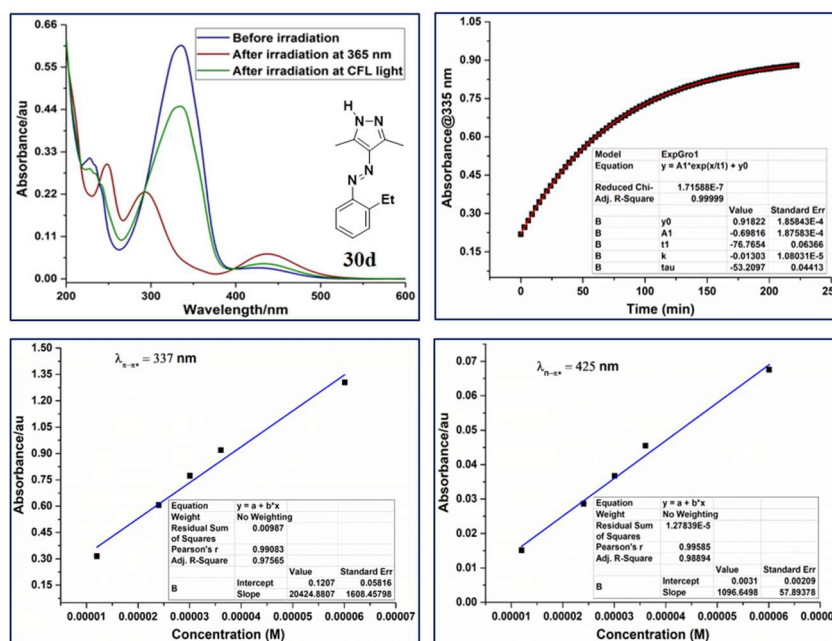 0.66
0.55
0.44
0.33
0.22
0.11
0.00
Absorbance/au
Before irradiation
After irradiation at 365 nm
After irradiation at CFL light
H
N
N
N
N
Et
30d
200 300 400 500 600
Wavelength/nm
0.90
0.75
0.60
0.45
0.30
0.15
Absorbance@335 nm
Model ExpGro1
Equation y = A1*exp(x/t1) + y0
Reduced Chi- 1.71588E-7
Adj. R-Square 0.99999
Value Standard Err
B y0 0.91822 1.85843E-4
B A1 -0.69816 1.87583E-4
B t1 -76.7654 0.06366
B k -0.01303 1.08031E-5
B tau -53.2097 0.04413
0 50 100 150 200 25
Time (min)
1.50
1.35
1.20
1.05
0.90
0.75
0.60
0.45
0.30
0.15
Absorbance/au
λπ-π* = 337 nm
Equation y = a + b*x
Weight No Weighting
Residual Sum 0.00987
of Squares
Pearson's r 0.99083
Adj. R-Square 0.97565
Value Standard Err
B Intercept 0.1207 0.05816
Slope 20424.8807 1608.45798
0.00001 0.00002 0.00003 0.00004 0.00005 0.00006 0.00007
Concentration (M)
0.07
0.06
0.05
0.04
0.03
0.02
0.01
0.00
Absorbance/au
λn-π* = 425 nm
Equation y = a + b*x
Weight No Weighting
Residual Sum 1.27839E-5
of Squares
Pearson's r 0.99585
Adj. R-Square 0.98894
Value Standard Err
B Intercept 0.0031 0.00209
Slope 1096.6498 57.89378
0.00001 0.00002 0.00003 0.00004 0.00005 0.00006 0.0000
Concentration (M)